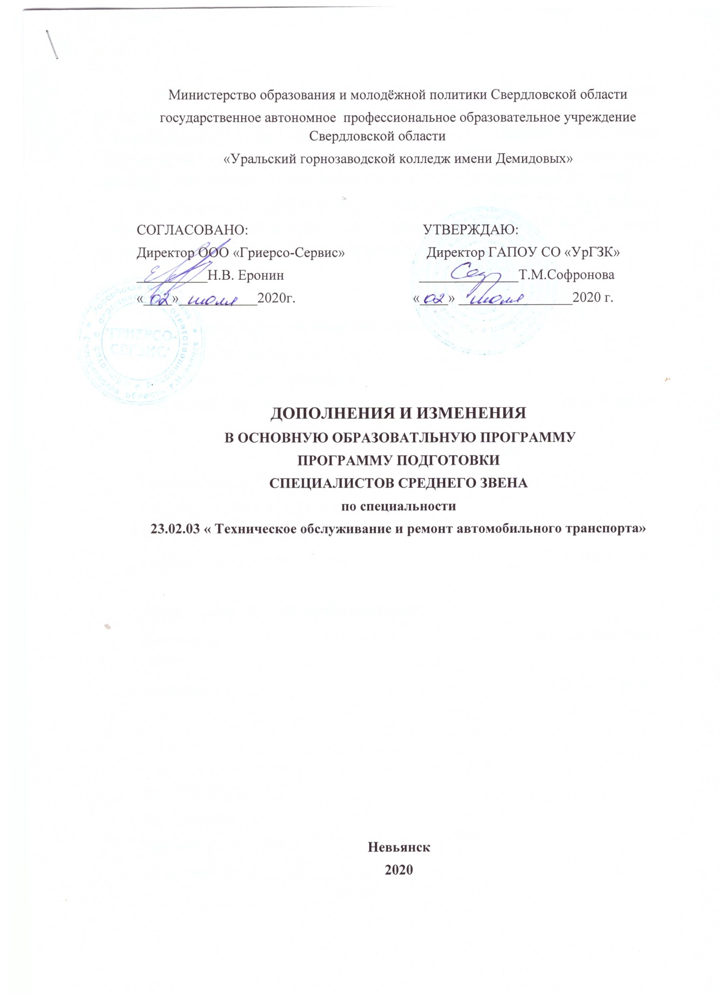 Министерство образования и молодёжной политики Свердловской области
государственное автономное профессиональное образовательное учреждение
Свердловской области
«Уральский горнозаводской колледж имени Демидовых»
СОГЛАСОВАНО:
Директор ООО «Гриерсо-Сервис»
____________Н.В. Еронин
«02» июля 2020г.
УТВЕРЖДАЮ:
Директор ГАПОУ СО «УрГЗК»
______________Т.М.Софронова
«02» июля 2020 г.
"ГРИЕРСО-
СЕРВИС"
ДОПОЛНЕНИЯ И ИЗМЕНЕНИЯ
В ОСНОВНУЮ ОБРАЗОВАТЛЬНУЮ ПРОГРАММУ
ПРОГРАММУ ПОДГОТОВКИ
СПЕЦИАЛИСТОВ СРЕДНЕГО ЗВЕНА
по специальности
23.02.03 « Техническое обслуживание и ремонт автомобильного транспорта»
Невьянск
2020